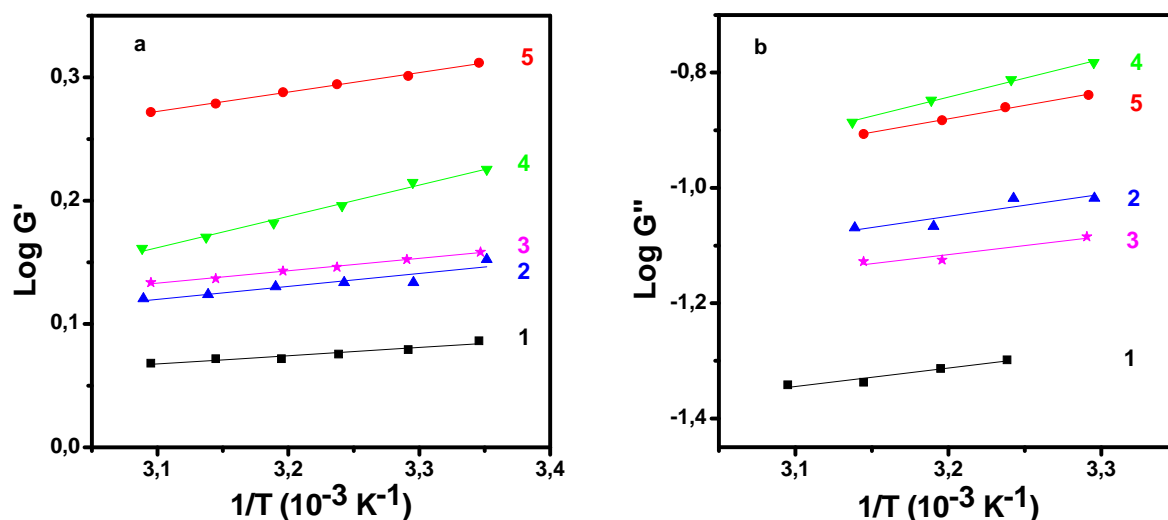 a
Log G'
0,3
0,2
0,1
0,0
5
4
3
2
1
3,1 3,2 3,3 3,4
1/T (10-3 K-1)
b
Log G"
-0,8
-1,0
-1,2
-1,4
4
5
2
3
1
3,1 3,2 3,3
1/T (10-3 K-1)